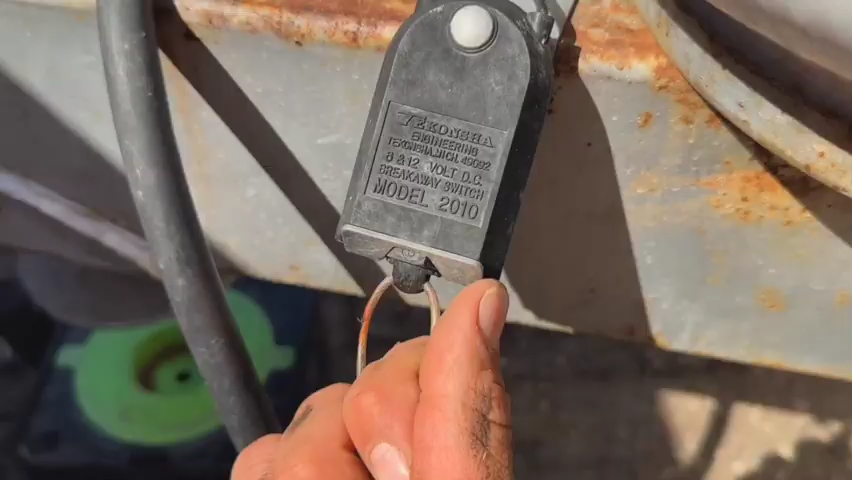 TEKONSHA
ENGINEERING
TEKONSHA,MICH. 49092
6 & 12 VOLT D.C.
BREAKAWAY SWITCH
MODEL 2010